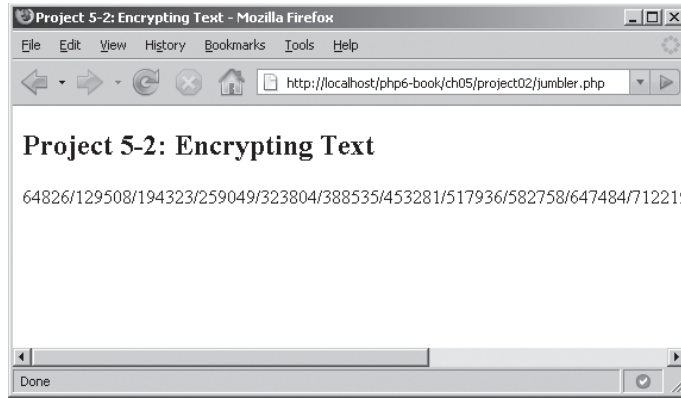 Project 5-2: Encrypting Text - Mozilla Firefox
File Edit View History Bookmarks Tools Help
http://localhost/php6-book/ch05/project02/jumbler.php
Project 5-2: Encrypting Text
64826/129508/194323/259049/323804/388535/453281/517936/582758/647484/71221
Done